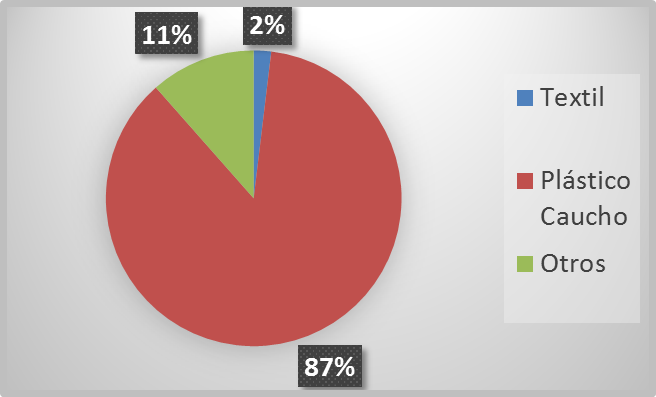 11%
2%
Textil
Plástico
Caucho
Otros
87%